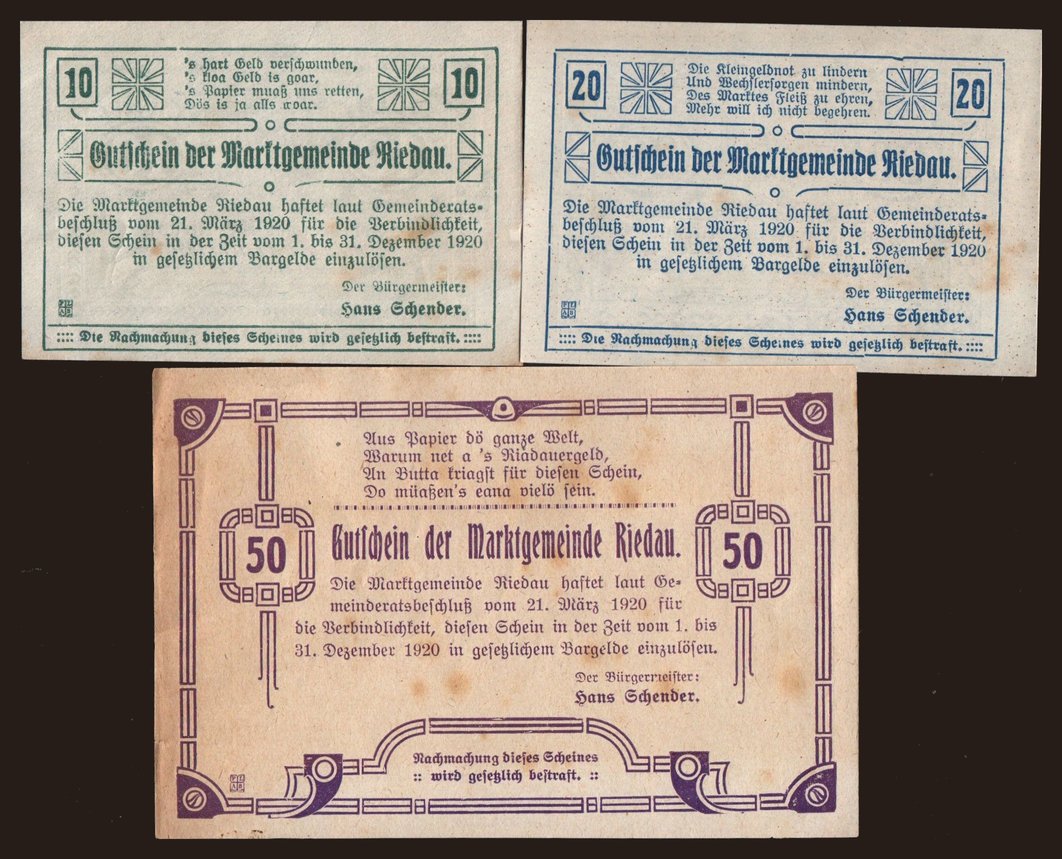 10
's hart Geld verschwunden,
's kloa Geld is goar,
's Papier muaß uns retten,
Dös is ja alls woar.
10
Gutschein der Marktgemeinde Riedau.
Die Marktgemeinde Riedau haftet laut Gemeinderats-
beschluß vom 21. März 1920 für die Verbindlichkeit,
diesen Schein in der Zeit vom 1. bis 31. Dezember 1920
in gesetzlichem Bargelde einzulösen.
Der Bürgermeister:
Hans Schender.
:::: Die Nachmachung dieses Scheines wird gesetzlich bestraft. ::::
20
Die Kleingeldnot zu lindern
Und Wechslersorgen mindern,
Des Marktes Fleiß zu ehren,
Mehr will ich nicht begehren.
20
Gutschein der Marktgemeinde Riedau.
Die Marktgemeinde Riedau haftet laut Gemeinderats-
beschluß vom 21. März 1920 für die Verbindlichkeit,
diesen Schein in der Zeit vom 1. bis 31. Dezember 1920
in gesetzlichem Bargelde einzulösen.
Der Bürgermeister:
Hans Schender.
:::: Die Nachmachung dieses Scheines wird gesetzlich bestraft. ::::
Aus Papier dö ganze Welt,
Warum net a 's Riadauergeld,
An Butta kriagst für diesen Schein,
Do müaßen's eana vielö sein.
Gutschein der Marktgemeinde Riedau.
50
50
Die Marktgemeinde Riedau haftet laut Ge-
meinderatsbeschluß vom 21. März 1920 für
die Verbindlichkeit, diesen Schein in der Zeit vom 1. bis
31. Dezember 1920 in gesetzlichem Bargelde einzulösen.
Der Bürgermeister:
Hans Schender.
Nachmachung dieses Scheines
:: wird gesetzlich bestraft. ::